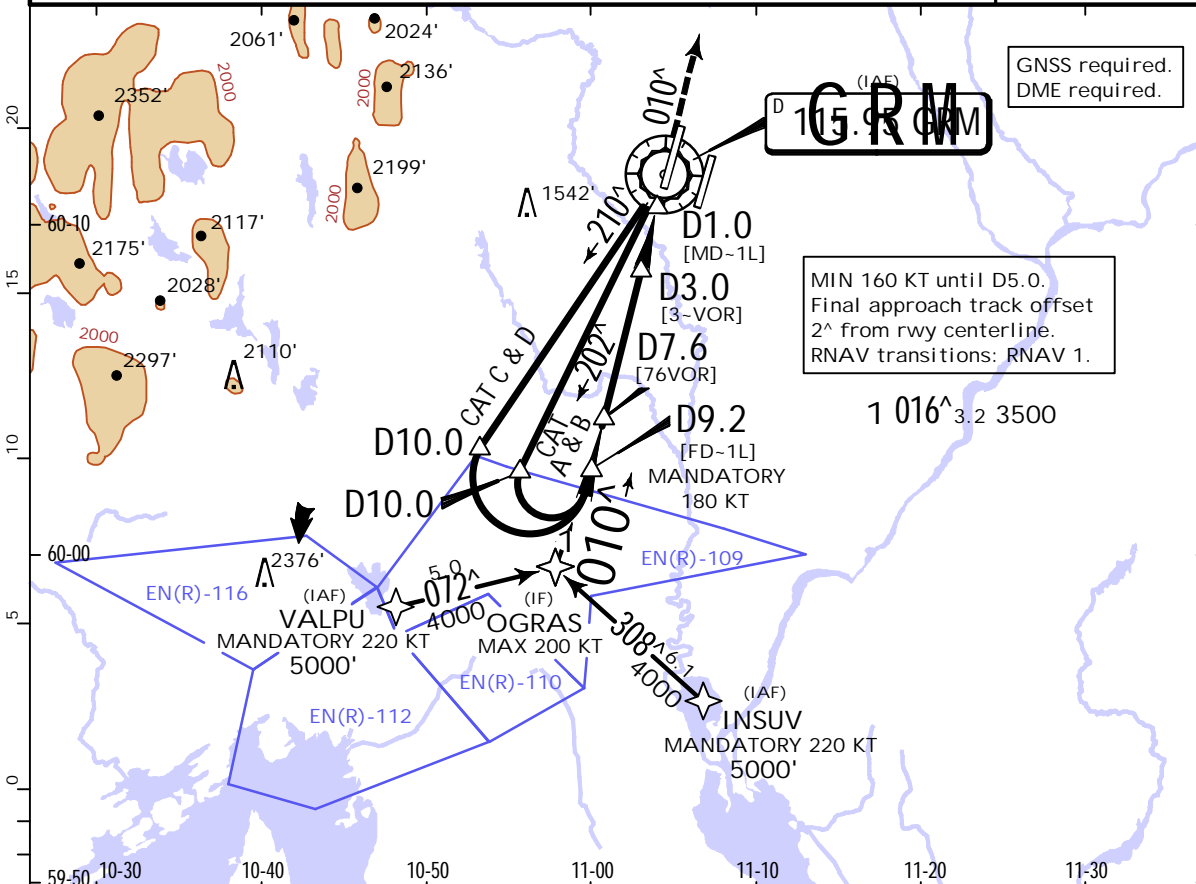 2061'
2024'
2136'
2000
2000
2352'
2199'
2000
1542'
2117'
2175'
2028'
2000
2297'
2110'
GNSS required.
DME required.
(IAF)
GRM
D 115.95 GRM
010^
210^
D1.0
[MD~1L]
D3.0
[3~VOR]
D7.6
[76VOR]
D9.2
[FD~1L]
MANDATORY
180 KT
MIN 160 KT until D5.0.
Final approach track offset
2^ from rwy centerline.
RNAV transitions: RNAV 1.
1 016^ 3.2 3500
CAT C & D
202^
CAT
A & B
D10.0
D10.0
010^
1
EN(R)-109
EN(R)-116
2376'
(IAF)
VALPU
MANDATORY 220 KT
5000'
5.0
072^
4000
(IF)
OGRAS
MAX 200 KT
308^ 6.1
4000
EN(R)-110
EN(R)-112
(IAF)
INSUV
MANDATORY 220 KT
5000'
20
60-10
15
10
60-00
5
0
59-50
10-30
10-40
10-50
11-00
11-10
11-20
11-30